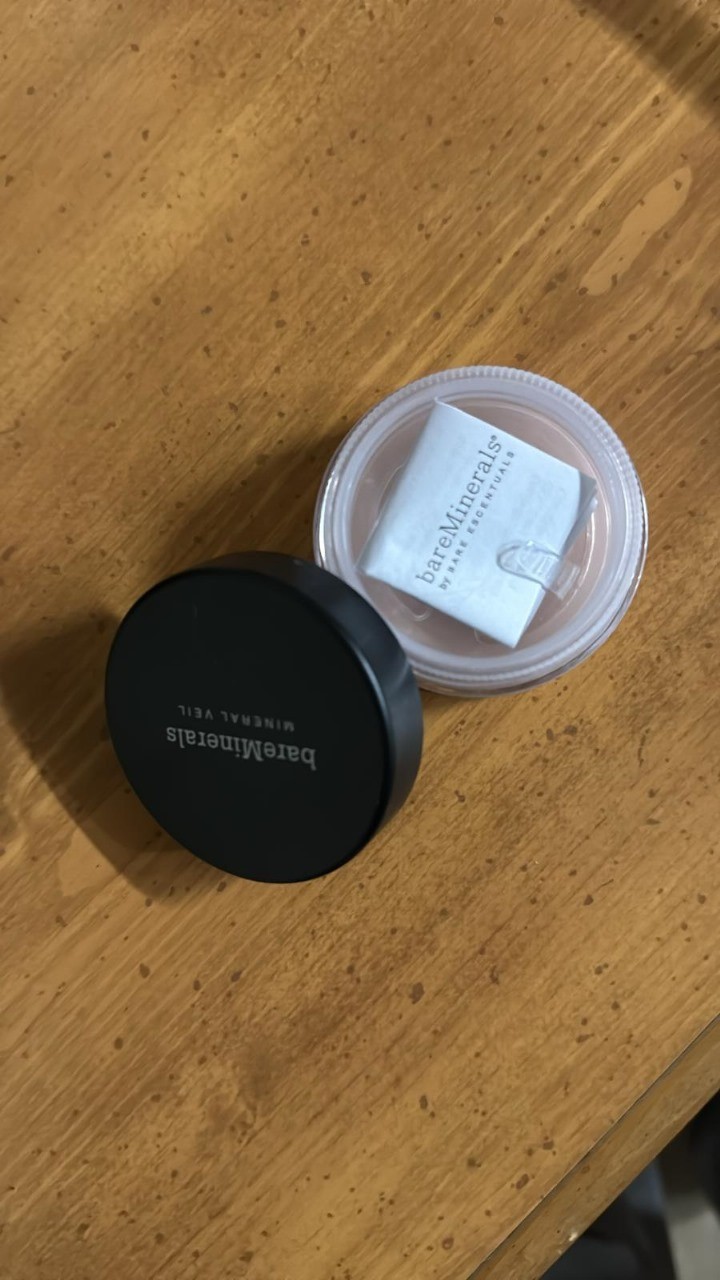 bareMinerals®
by BARE ESCENTUALS
bareMinerals
MINERAL VEIL